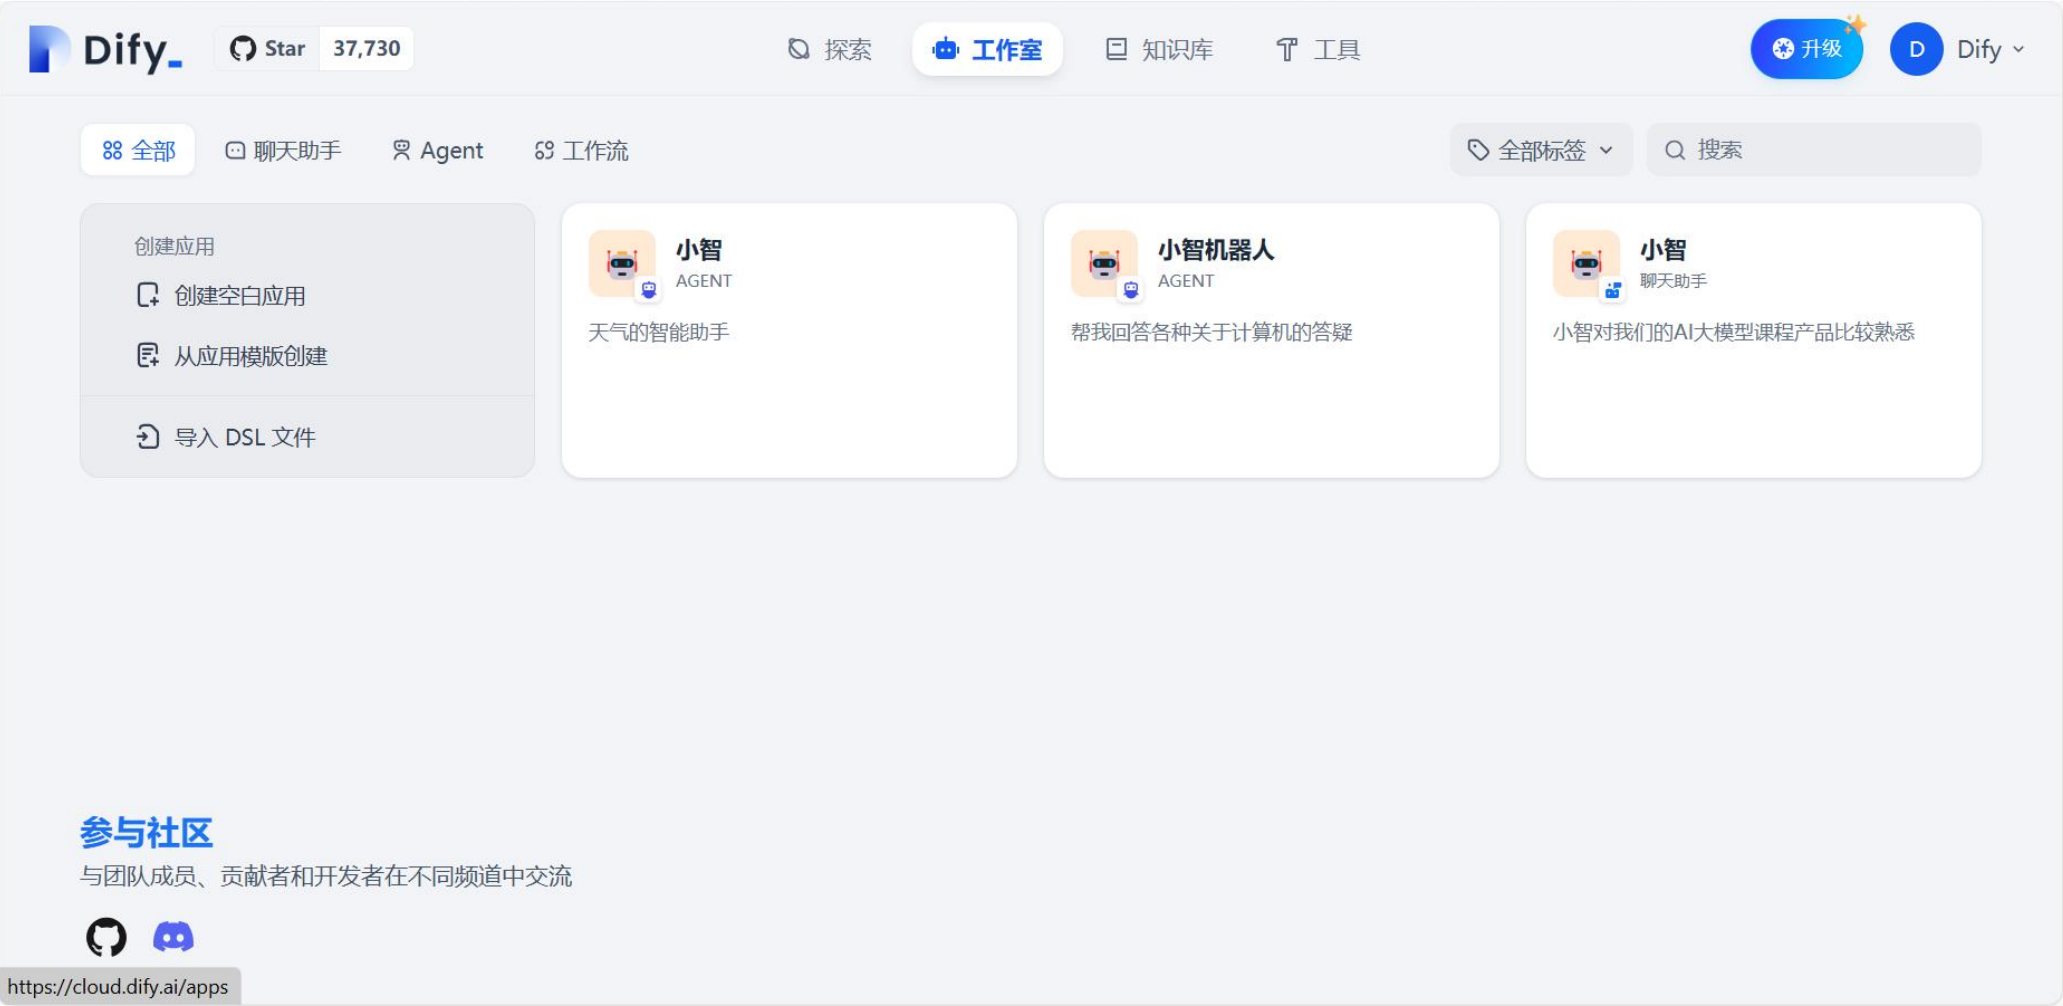 Dify_
Star 37,730
探索
工作室
知识库
工具
升级
D
Dify
全部
聊天助手
Agent
工作流
全部标签
搜索
创建应用
创建空白应用
从应用模版创建
导入 DSL 文件
小智
AGENT
天气的智能助手
小智机器人
AGENT
帮我回答各种关于计算机的答疑
小智
聊天助手
小智对我们的AI大模型课程产品比较熟悉
参与社区
与团队成员、贡献者和开发者在不同频道中交流
https://cloud.dify.ai/apps